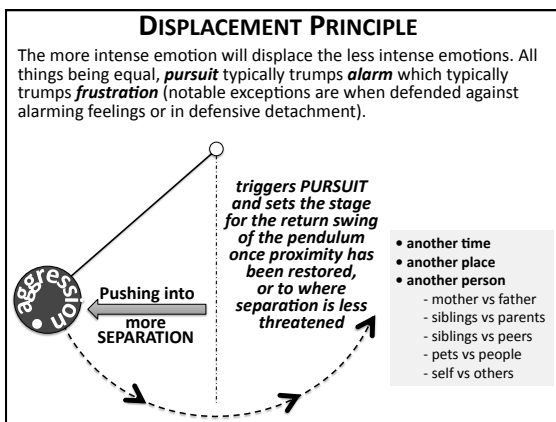 DISPLACEMENT PRINCIPLE
The more intense emotion will displace the less intense emotions. All
things being equal, pursuit typically trumps alarm which typically
trumps frustration (notable exceptions are when defended against
alarming feelings or in defensive detachment).
triggers PURSUIT
and sets the stage
for the return swing
of the pendulum
once proximity has
been restored,
or to where
separation is less
threatened
aggression
Pushing into
more
SEPARATION
• another time
• another place
• another person
- mother vs father
- siblings vs parents
- siblings vs peers
- pets vs people
- self vs others